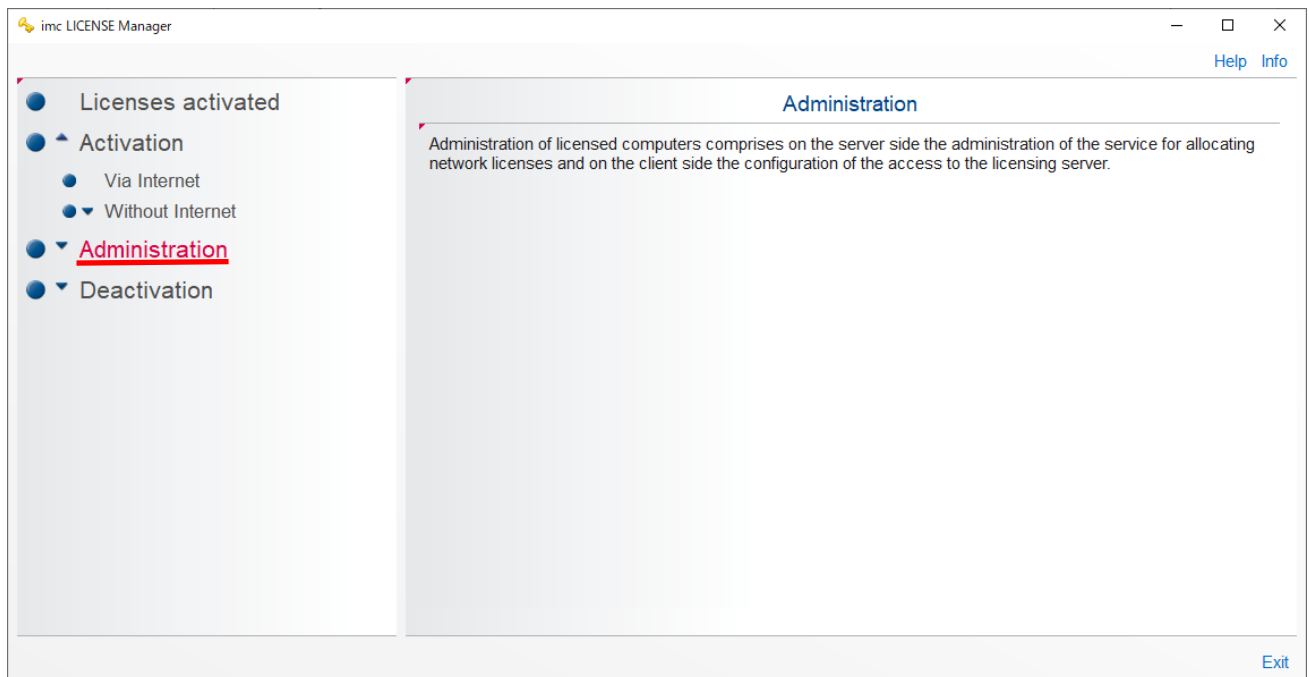 imc LICENSE Manager
Help Info
Licenses activated
Activation
Via Internet
Without Internet
Administration
Deactivation
Administration
Administration of licensed computers comprises on the server side the administration of the service for allocating
network licenses and on the client side the configuration of the access to the licensing server.
Exit